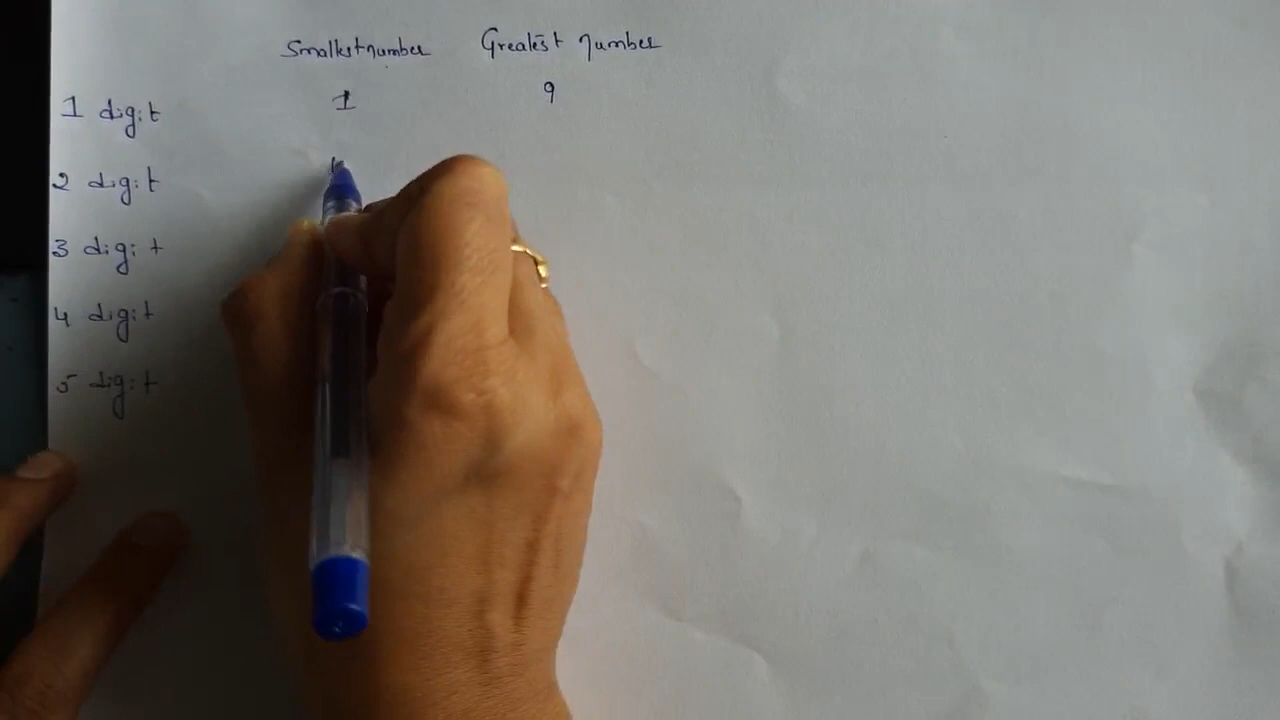 Smallest number Greatest number
1 digit 1 9
2 digit
3 digit
4 digit
5 digit